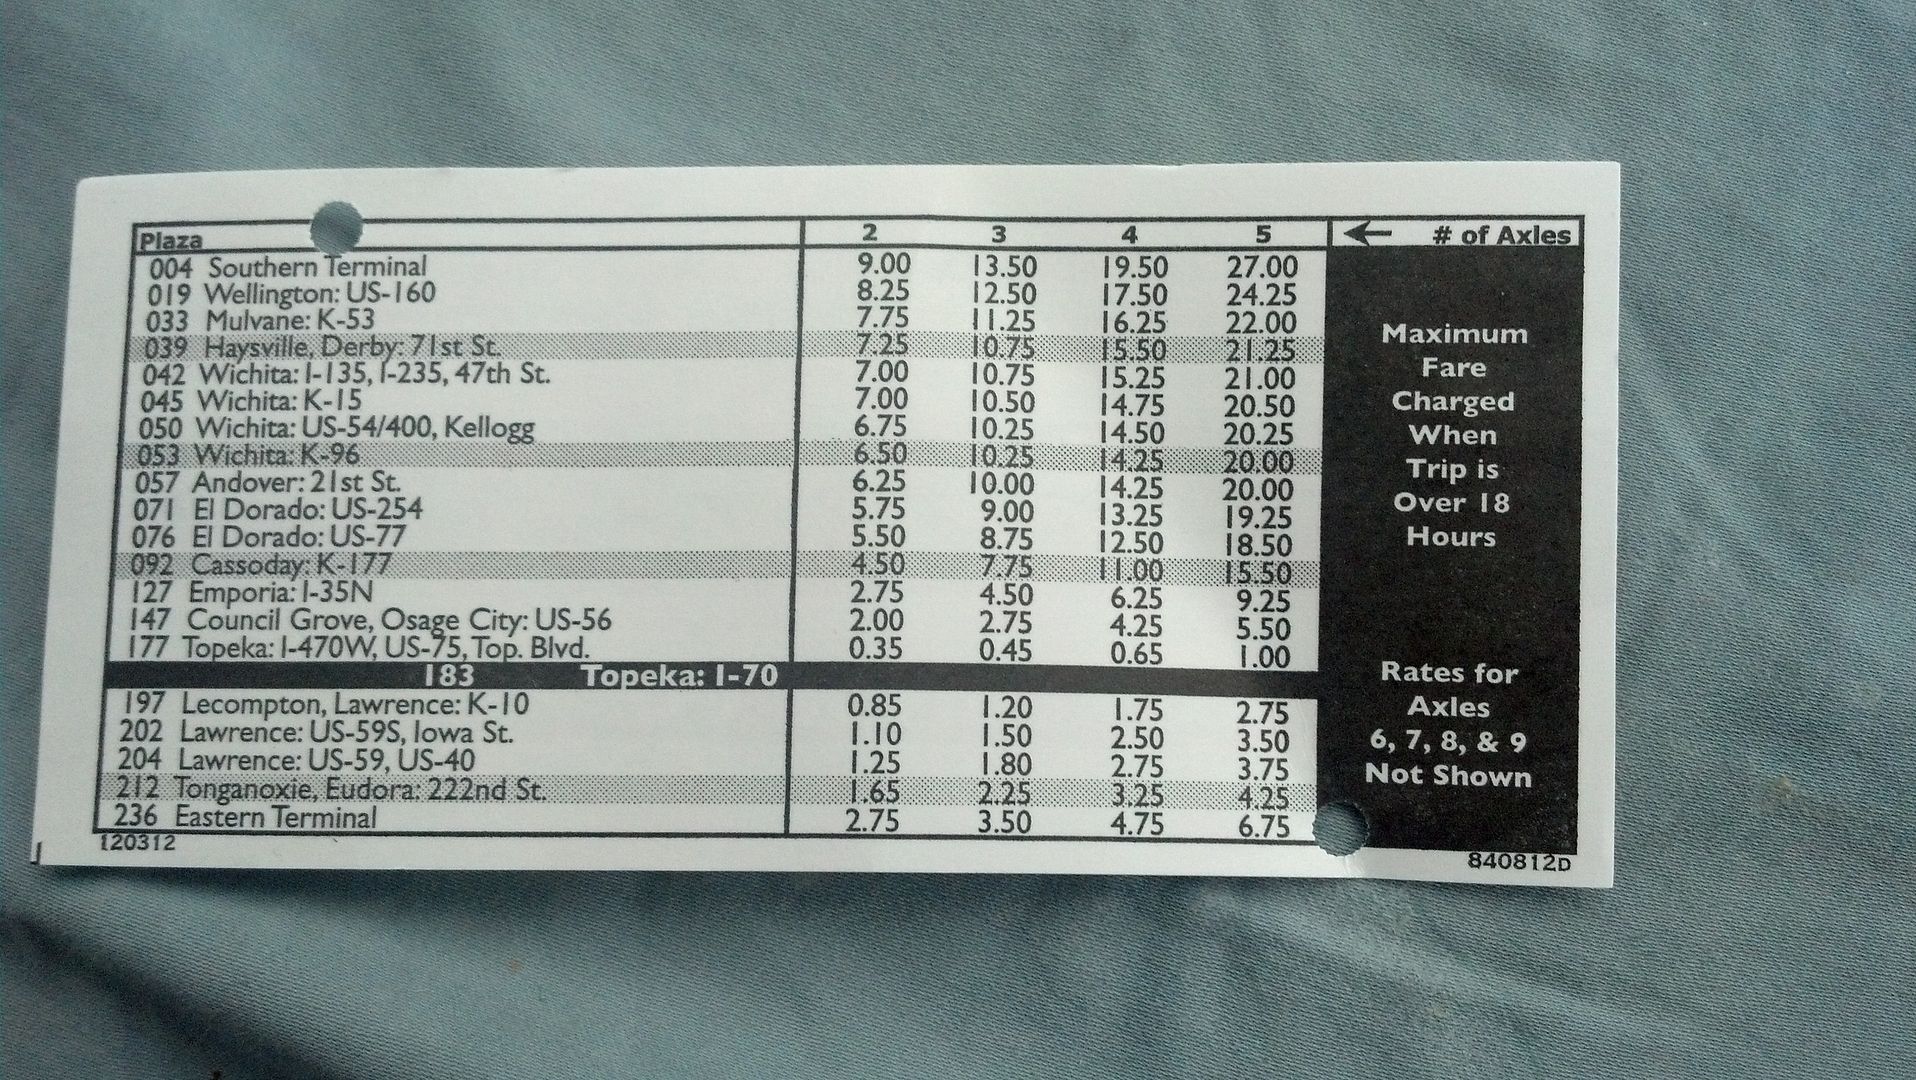 Plaza 2 3 4 5 ← # of Axles
004 Southern Terminal 9.00 13.50 19.50 27.00
019 Wellington: US-160 8.25 12.50 17.50 24.25
033 Mulvane: K-53 7.75 11.25 16.25 22.00
039 Haysville, Derby: 71st St. 7.25 10.75 15.50 21.25
042 Wichita: I-135, I-235, 47th St. 7.00 10.75 15.25 21.00
045 Wichita: K-15 7.00 10.50 14.75 20.50
050 Wichita: US-54/400, Kellogg 6.75 10.25 14.50 20.25
053 Wichita: K-96 6.50 10.25 14.25 20.00
057 Andover: 21st St. 6.25 10.00 14.25 20.00
071 El Dorado: US-254 5.75 9.00 13.25 19.25
076 El Dorado: US-77 5.50 8.75 12.50 18.50
092 Cassoday: K-177 4.50 7.75 11.00 15.50
127 Emporia: I-35N 2.75 4.50 6.25 9.25
147 Council Grove, Osage City: US-56 2.00 2.75 4.25 5.50
177 Topeka: I-470W, US-75, Top. Blvd. 0.35 0.45 0.65 1.00
183 Topeka: I-70
197 Lecompton, Lawrence: K-10 0.85 1.20 1.75 2.75
202 Lawrence: US-59S, Iowa St. 1.10 1.50 2.50 3.50
204 Lawrence: US-59, US-40 1.25 1.80 2.75 3.75
212 Tonganoxie, Eudora: 222nd St. 1.65 2.25 3.25 4.25
236 Eastern Terminal 2.75 3.50 4.75 6.75
Maximum
Fare
Charged
When
Trip is
Over 18
Hours
Rates for
Axles
6, 7, 8, & 9
Not Shown
120312
840812D